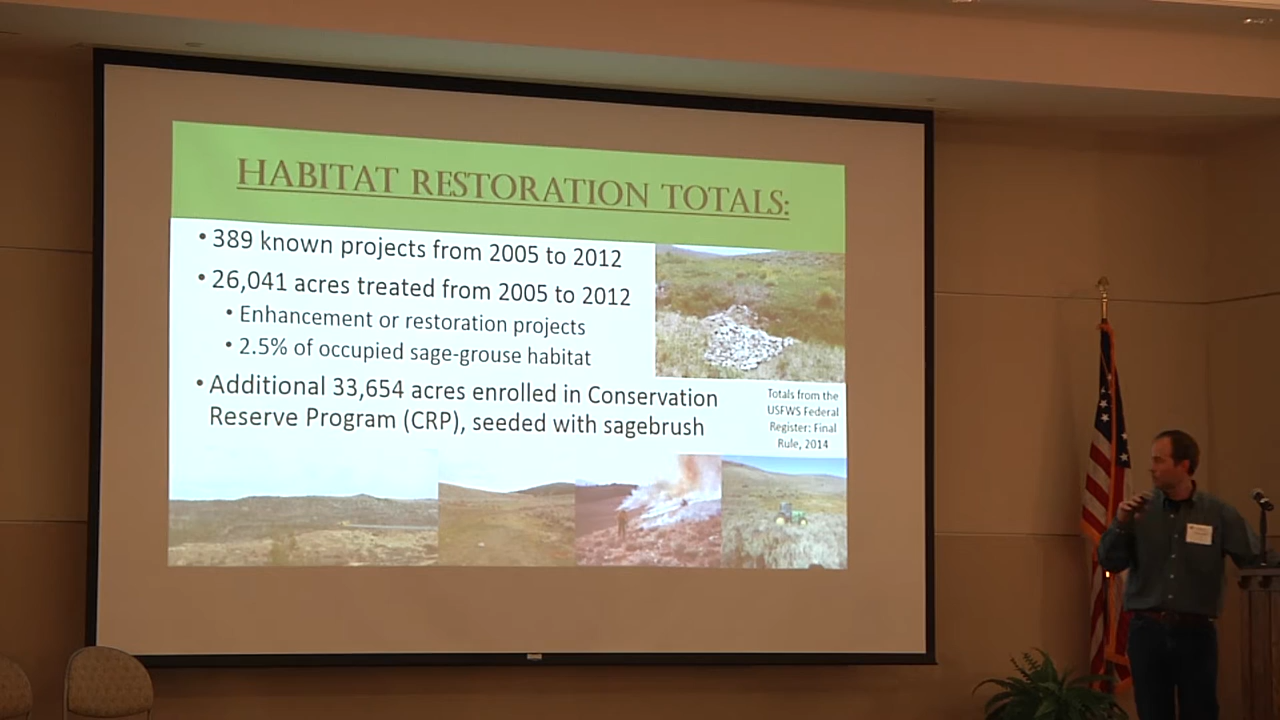 HABITAT RESTORATION TOTALS:
• 389 known projects from 2005 to 2012
• 26,041 acres treated from 2005 to 2012
• Enhancement or restoration projects
• 2.5% of occupied sage-grouse habitat
• Additional 33,654 acres enrolled in Conservation
Reserve Program (CRP), seeded with sagebrush
Totals from the
USFWS Federal
Register: Final
Rule, 2014